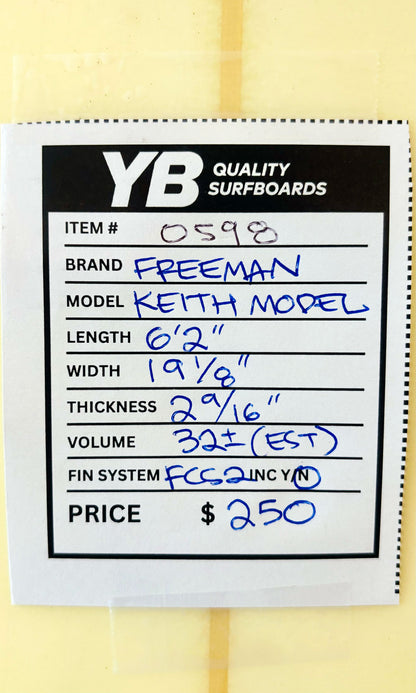 YB QUALITY
SURFBOARDS
ITEM # 0598
BRAND FREEMAN
MODEL KEITH MODEL
LENGTH 6'2"
WIDTH 19 1/8"
THICKNESS 2 9/16"
VOLUME 32± (EST)
FIN SYSTEM FCS2 INC Y/N
PRICE $ 250